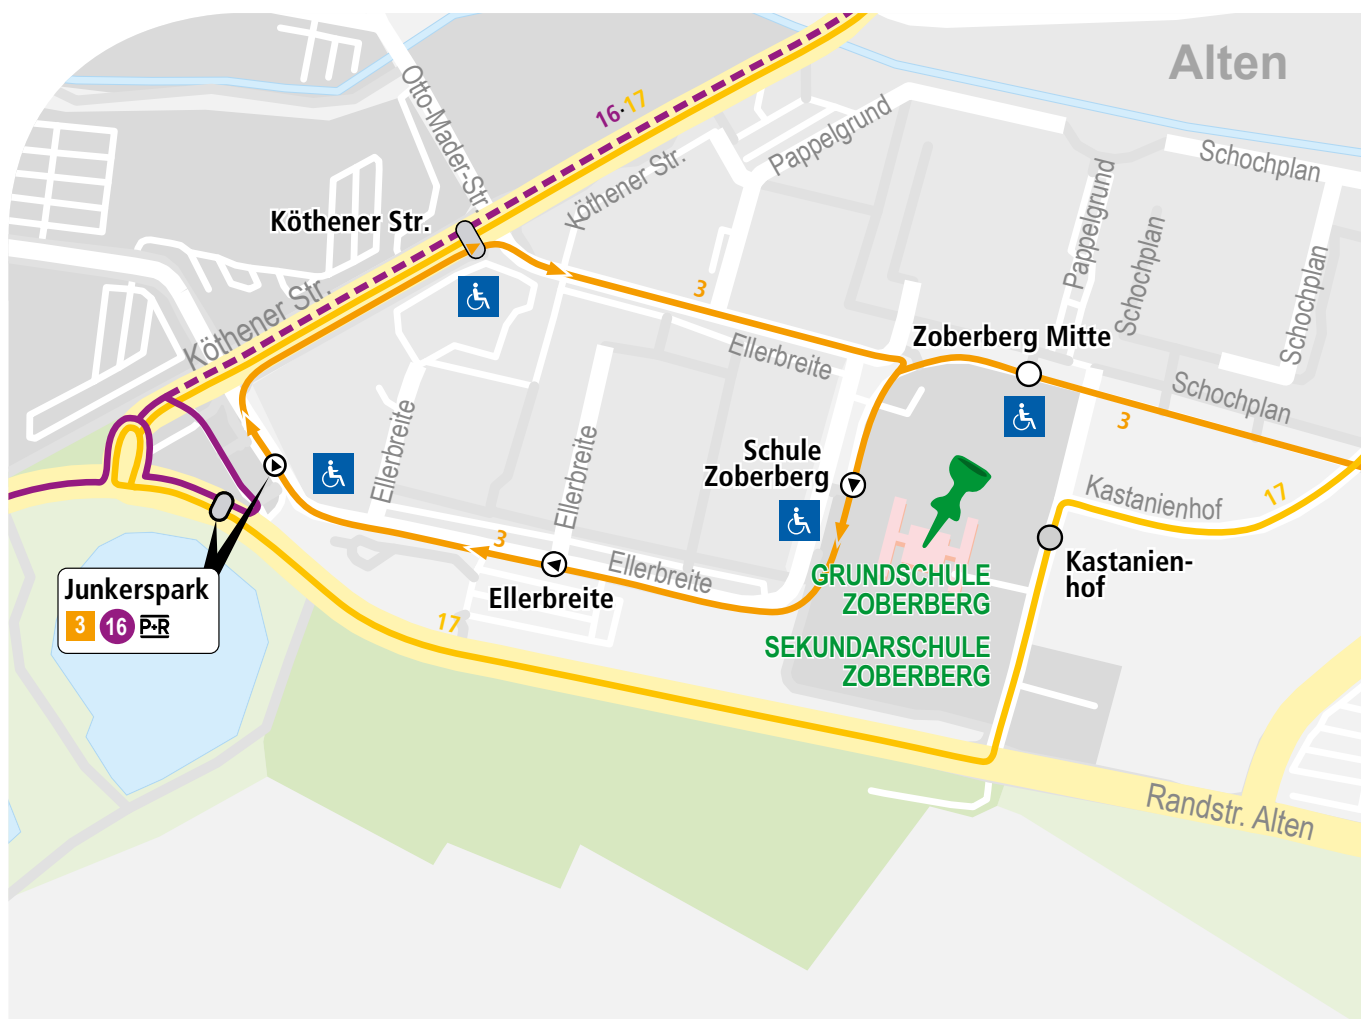 Alten
16·17
Otto-Mader-Str.
Pappelgrund
Schochplan
Köthener Str.
Köthener Str.
Pappelgrund
Schochplan
Schochplan
Köthener Str.
3
Ellerbreite
Zoberberg Mitte
Schochplan
3
Ellerbreite
Ellerbreite
Schule
Zoberberg
Kastanienhof
17
3
Ellerbreite
Ellerbreite
Kastanien-
hof
GRUNDSCHULE
ZOBERBERG
SEKUNDARSCHULE
ZOBERBERG
Junkerspark
3 16 P+R
17
Randstr. Alten